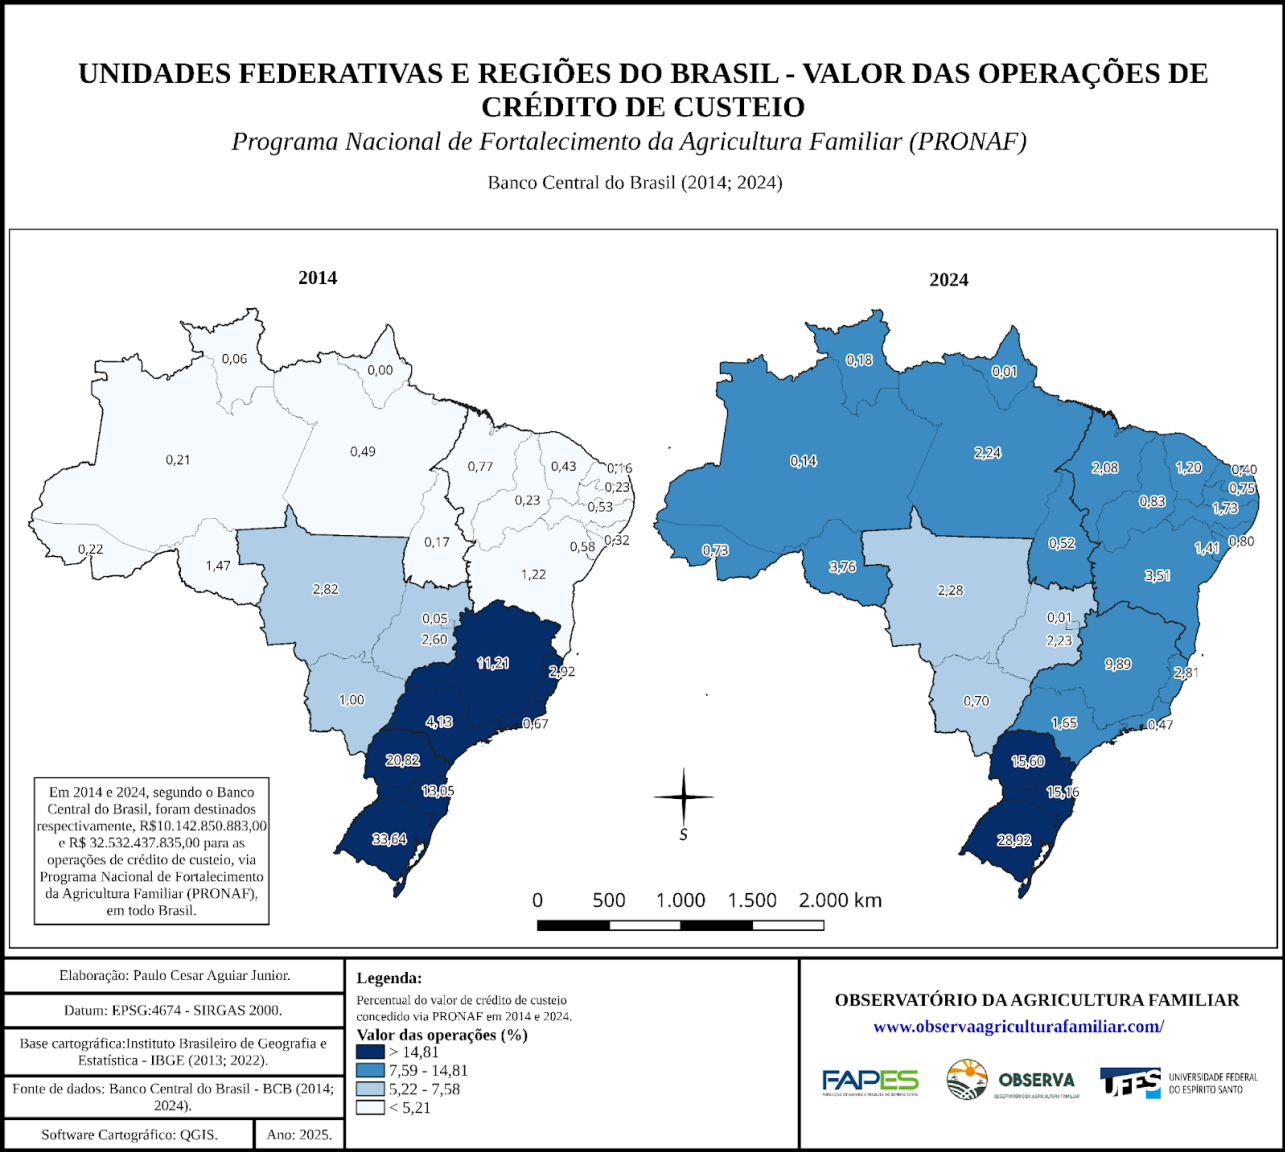 UNIDADES FEDERATIVAS E REGIÕES DO BRASIL - VALOR DAS OPERAÇÕES DE
CRÉDITO DE CUSTEIO
Programa Nacional de Fortalecimento da Agricultura Familiar (PRONAF)
Banco Central do Brasil (2014; 2024)
2014
0,06
0,00
0,21
0,49
0,77
0,43
0,16
0,23
0,23
0,53
0,22
1,47
0,17
0,58
0,32
1,22
2,82
0,05
2,60
11,21
2,92
1,00
4,13
0,67
20,82
13,05
33,64
2024
0,18
0,01
0,14
2,24
2,08
1,20
0,40
0,75
0,83
1,73
0,73
3,76
0,52
1,41
0,80
3,51
2,28
0,01
2,23
9,89
2,81
0,70
1,65
0,47
15,60
15,16
28,92
Em 2014 e 2024, segundo o Banco
Central do Brasil, foram destinados
respectivamente, R$10.142.850.883,00
e R$ 32.532.437.835,00 para as
operações de crédito de custeio, via
Programa Nacional de Fortalecimento
da Agricultura Familiar (PRONAF),
em todo Brasil.
S
0 500 1.000 1.500 2.000 km
Elaboração: Paulo Cesar Aguiar Junior.
Datum: EPSG:4674 - SIRGAS 2000.
Base cartográfica:Instituto Brasileiro de Geografia e
Estatística - IBGE (2013; 2022).
Fonte de dados: Banco Central do Brasil - BCB (2014;
2024).
Software Cartográfico: QGIS.
Ano: 2025.
Legenda:
Percentual do valor de crédito de custeio
concedido via PRONAF em 2014 e 2024.
Valor das operações (%)
> 14,81
7,59 - 14,81
5,22 - 7,58
< 5,21
OBSERVATÓRIO DA AGRICULTURA FAMILIAR
www.observaagriculturafamiliar.com/
FAPES
OBSERVA
OBSERVATÓRIO DA AGRICULTURA FAMILIAR
UFES
UNIVERSIDADE FEDERAL
DO ESPÍRITO SANTO